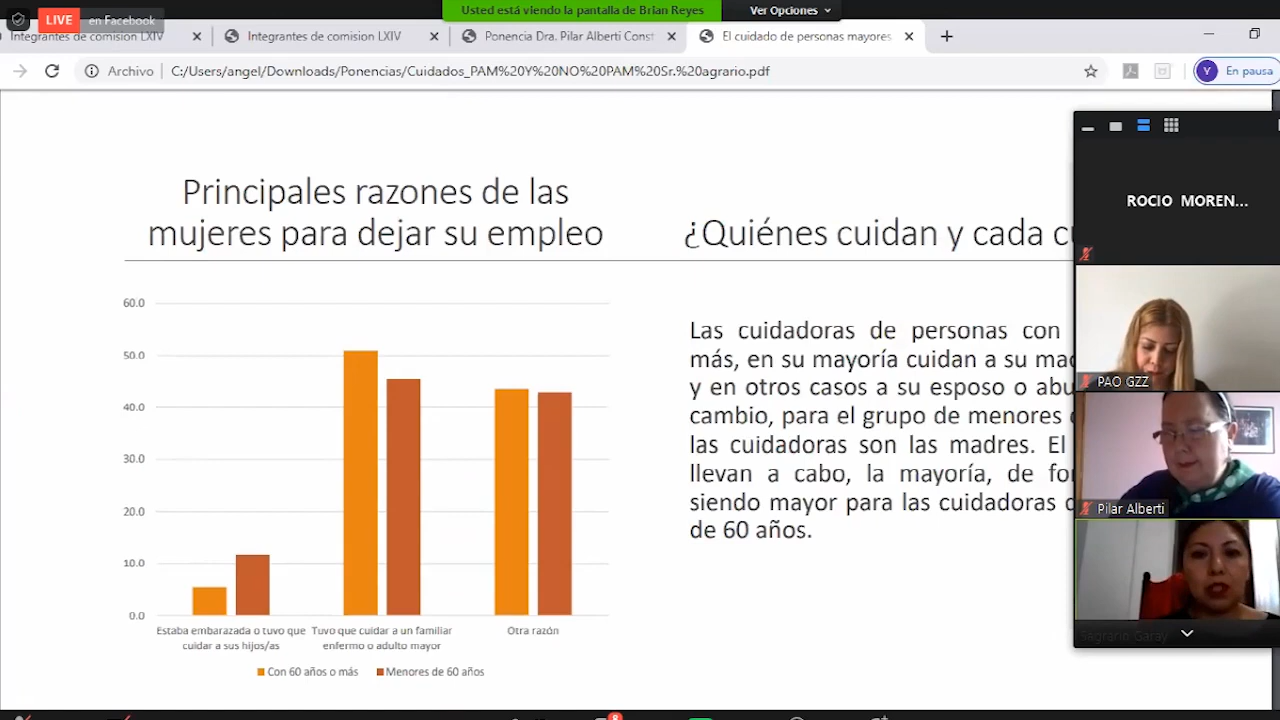 LIVE en Facebook
Usted está viendo la pantalla de Brian Reyes
Ver Opciones
Integrantes de comision LXIV
Integrantes de comision LXIV
Ponencia Dra. Pilar Alberti Const
El cuidado de personas mayores
Archivo
C:/Users/angel/Downloads/Ponencias/Cuidados_PAM%20Y%20NO%20PAM%20Sr.%20agrario.pdf
Y En pausa
Principales razones de las
mujeres para dejar su empleo
60.0
50.0
40.0
30.0
20.0
10.0
0.0
Estaba embarazada o tuvo que
cuidar a sus hijos/as
Tuvo que cuidar a un familiar
enfermo o adulto mayor
Otra razón
Con 60 años o más
Menores de 60 años
¿Quiénes cuidan y cada
Las cuidadoras de personas con
más, en su mayoría cuidan a su
y en otros casos a su esposo o
cambio, para el grupo de menores
las cuidadoras son las madres. El
llevan a cabo, la mayoría, de
siendo mayor para las cuidadoras
de 60 años.
ROCIO MOREN...
PAO GZZ
Pilar Alberti
Sagrario Garay
8